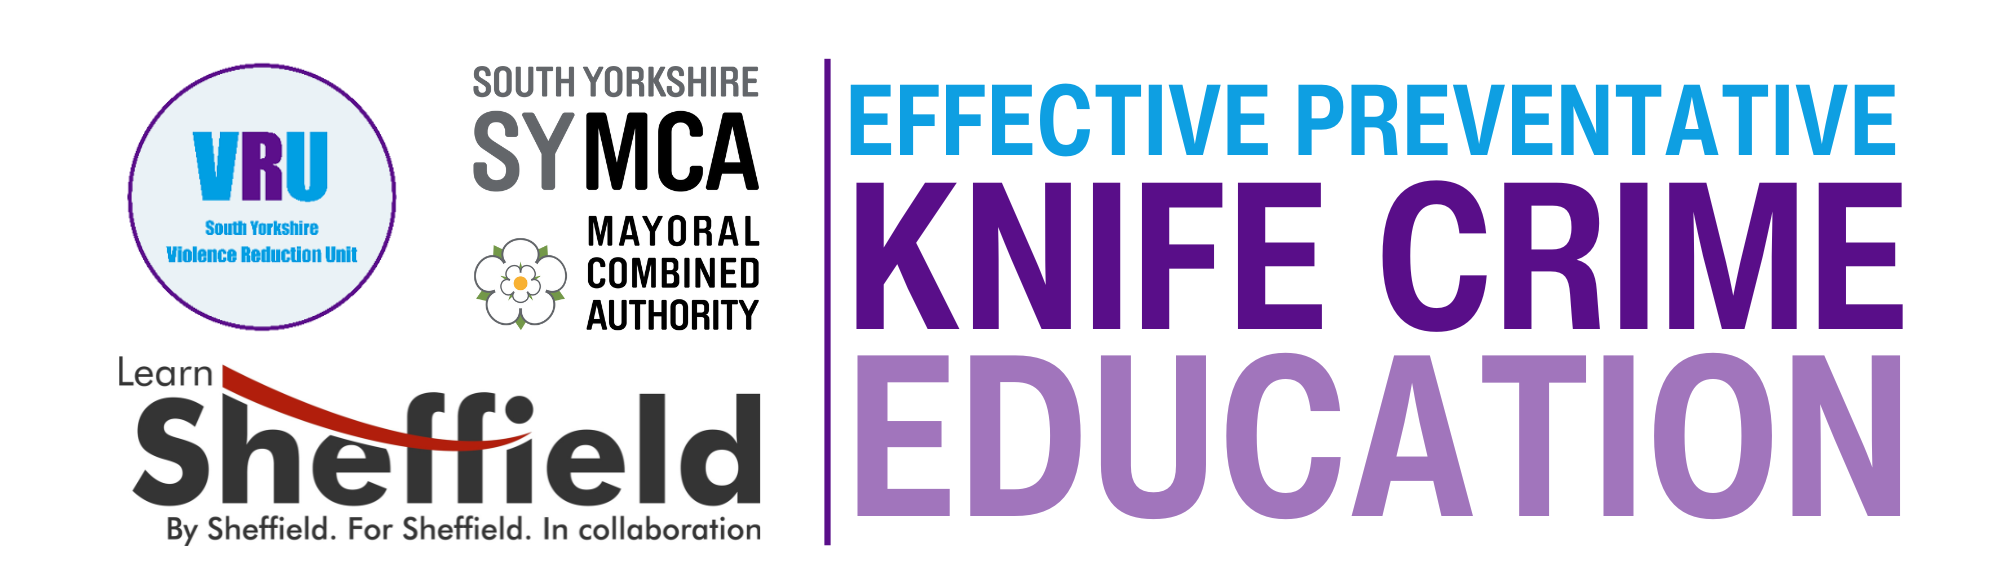 VRU
South Yorkshire
Violence Reduction Unit
SOUTH YORKSHIRE
SYMCA
MAYORAL
COMBINED
AUTHORITY
Learn
Sheffield
By Sheffield. For Sheffield. In collaboration
EFFECTIVE PREVENTATIVE
KNIFE CRIME
EDUCATION